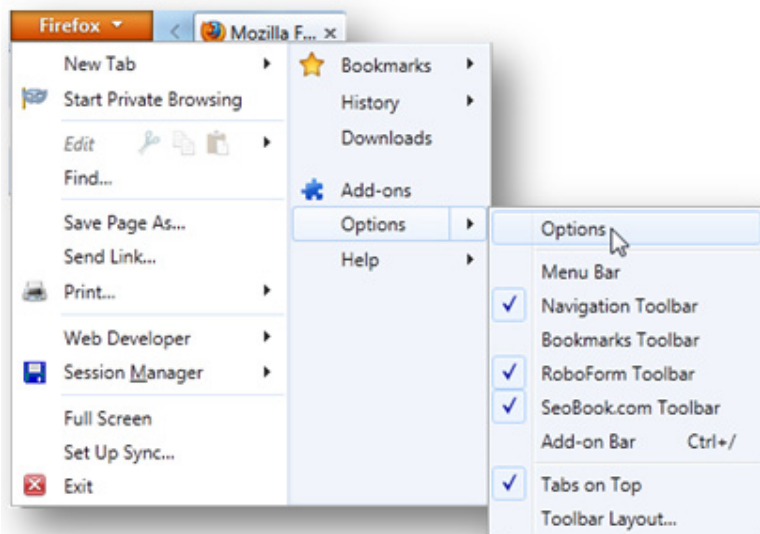 Firefox
Mozilla F...
New Tab
Start Private Browsing
Edit
Find...
Save Page As...
Send Link...
Print...
Web Developer
Session Manager
Full Screen
Set Up Sync...
Exit
Bookmarks
History
Downloads
Add-ons
Options
Help
Options
Menu Bar
Navigation Toolbar
Bookmarks Toolbar
RoboForm Toolbar
SeoBook.com Toolbar
Add-on Bar Ctrl+/
Tabs on Top
Toolbar Layout...